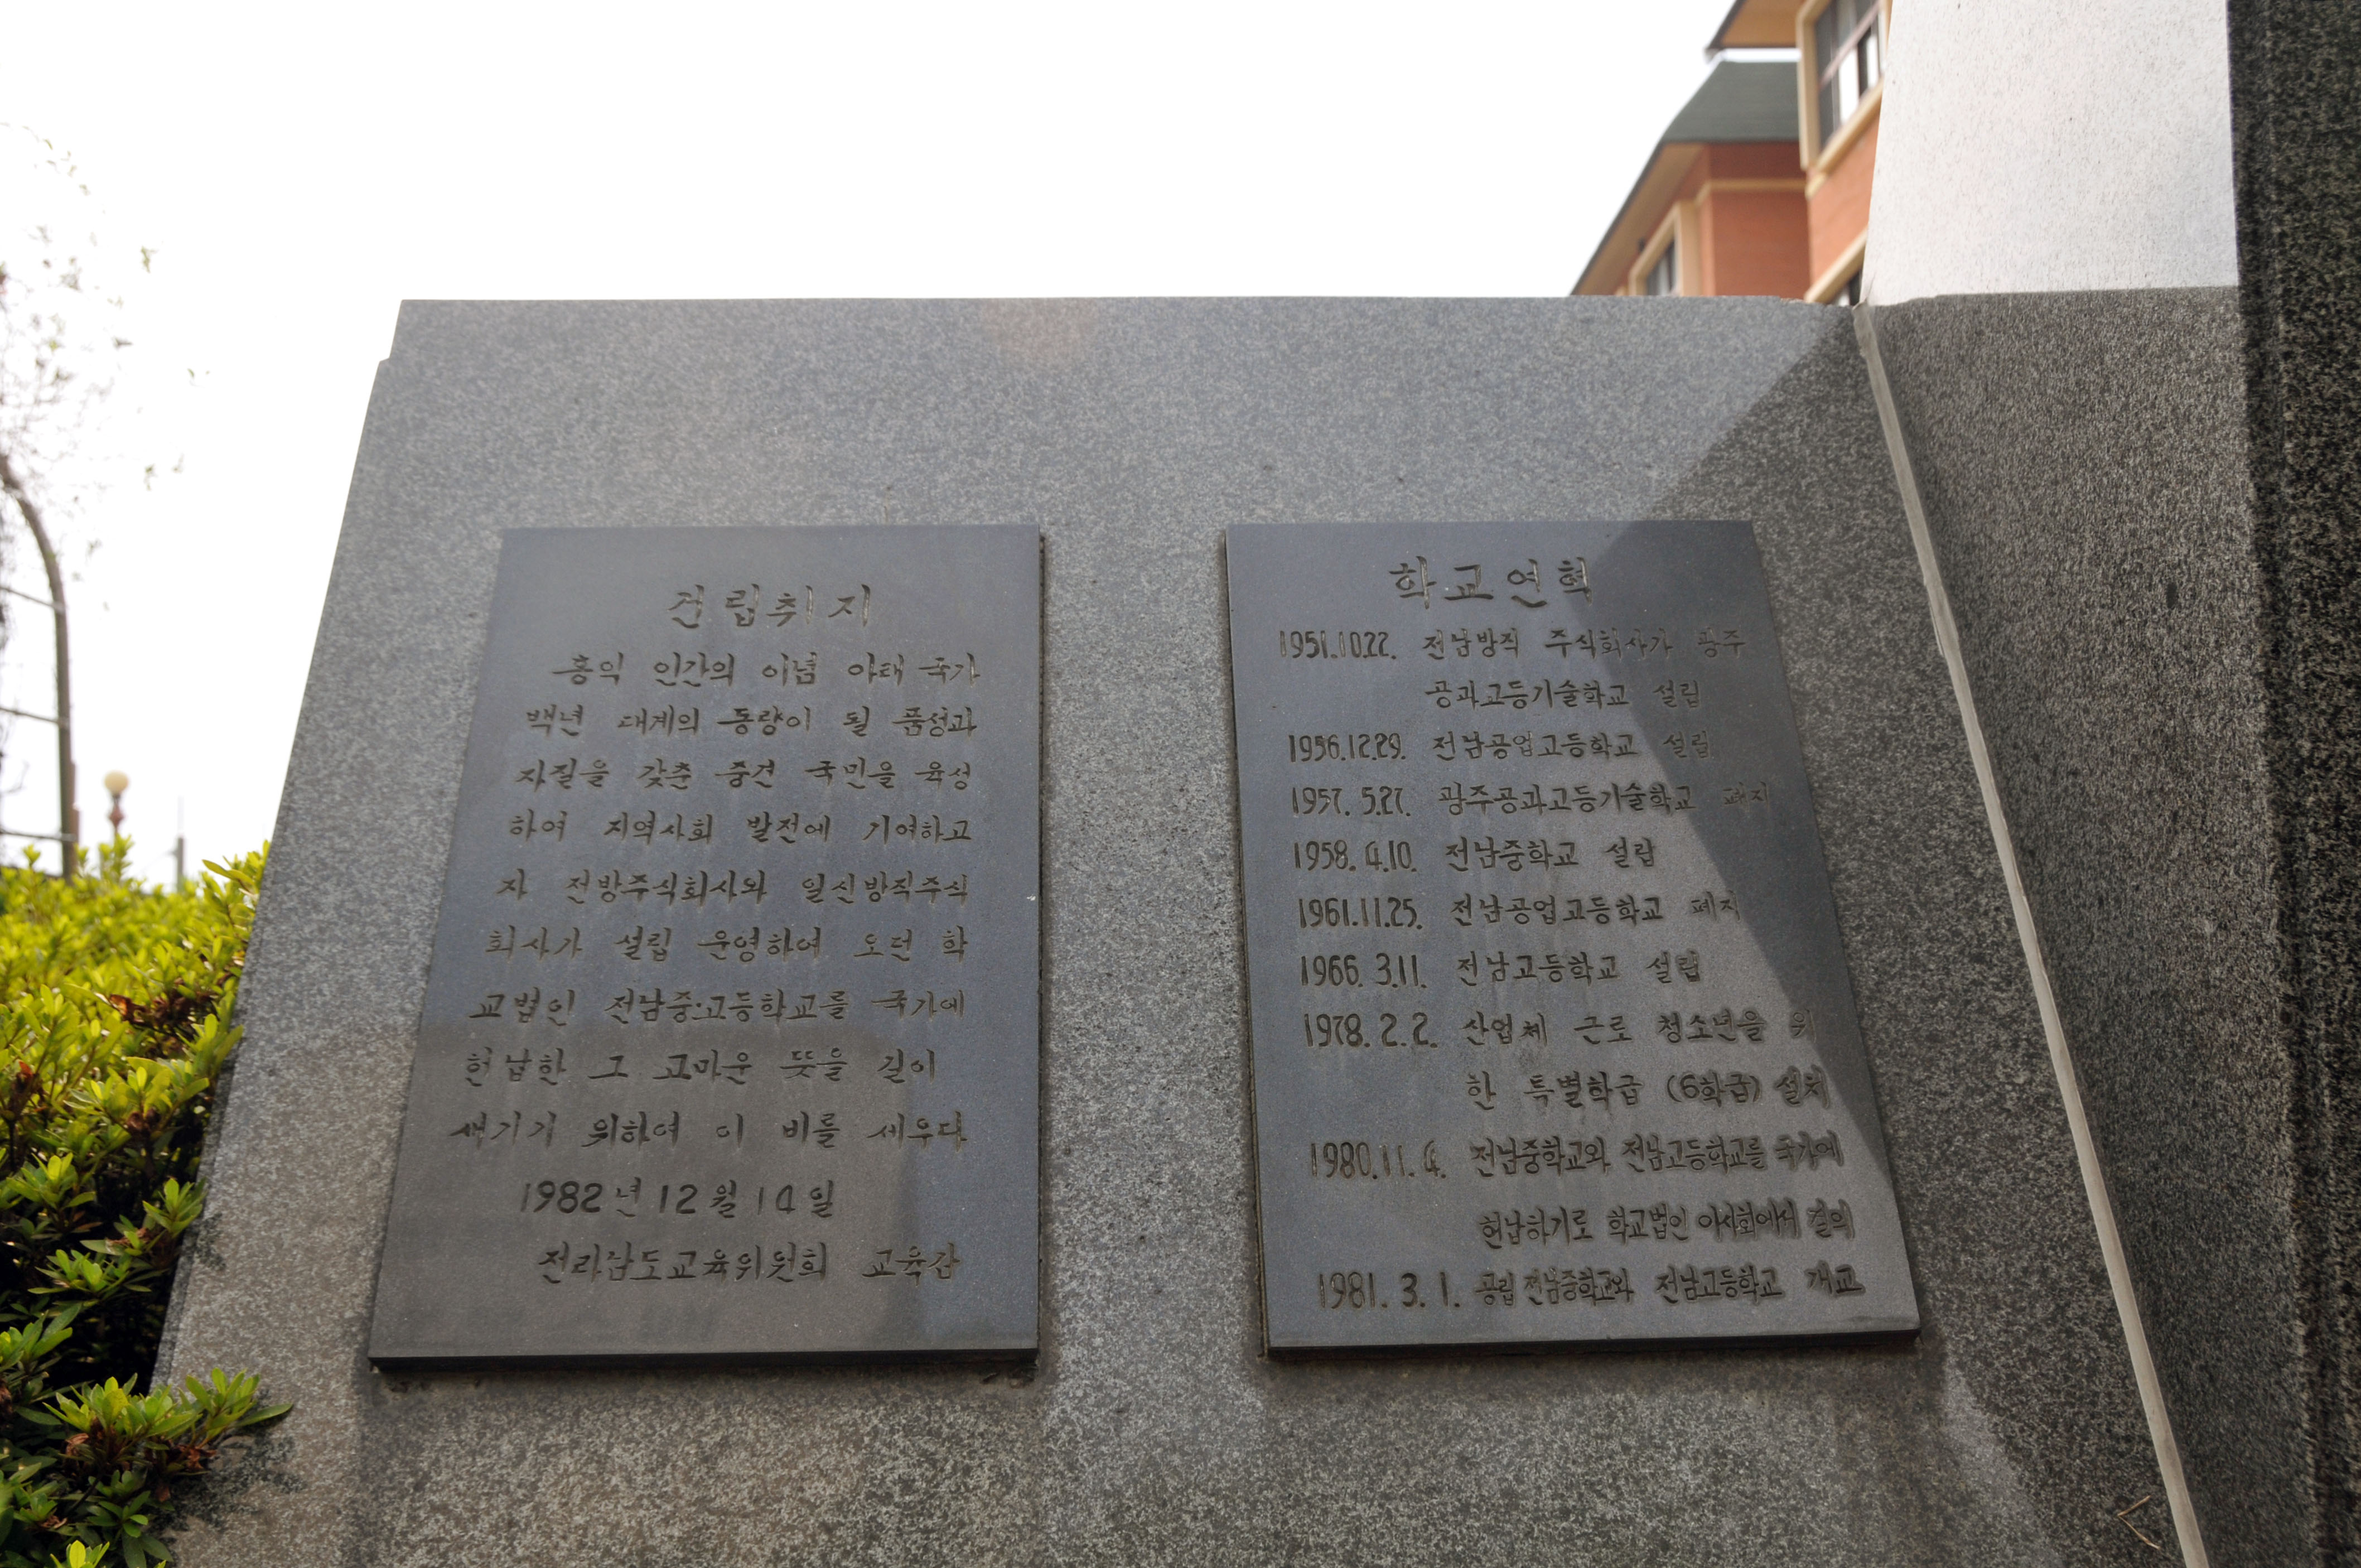 건립취지
홍익 인간의 이념 아래 국가
백년 대계의 동량이 될 품성과
자질을 갖춘 중견 국민을 육성
하여 지역사회 발전에 기여하고
자 전방주식회사와 일신방직주식
회사가 설립 운영하여 오던 학
교법인 전남중·고등학교를 국가에
헌납한 그 고마운 뜻을 길이
새기기 위하여 이 비를 세우다
1982년 12월 14일
전라남도교육위원회 교육감
학교연혁
1951.10.22. 전남방직 주식회사가 광주
공과고등기술학교 설립
1956.12.29. 전남공업고등학교 설립
1957. 5.27. 광주공과고등기술학교 폐지
1958. 4.10. 전남중학교 설립
1961.11.25. 전남공업고등학교 폐지
1966. 3.11. 전남고등학교 설립
1978. 2. 2. 산업체 근로 청소년을 위
한 특별학급 (6학급) 설치
1980.11. 4. 전남중학교와 전남고등학교를 국가에
헌납하기로 학교법인 이사회에서 결의
1981. 3. 1. 공립 전남중학교와 전남고등학교 개교